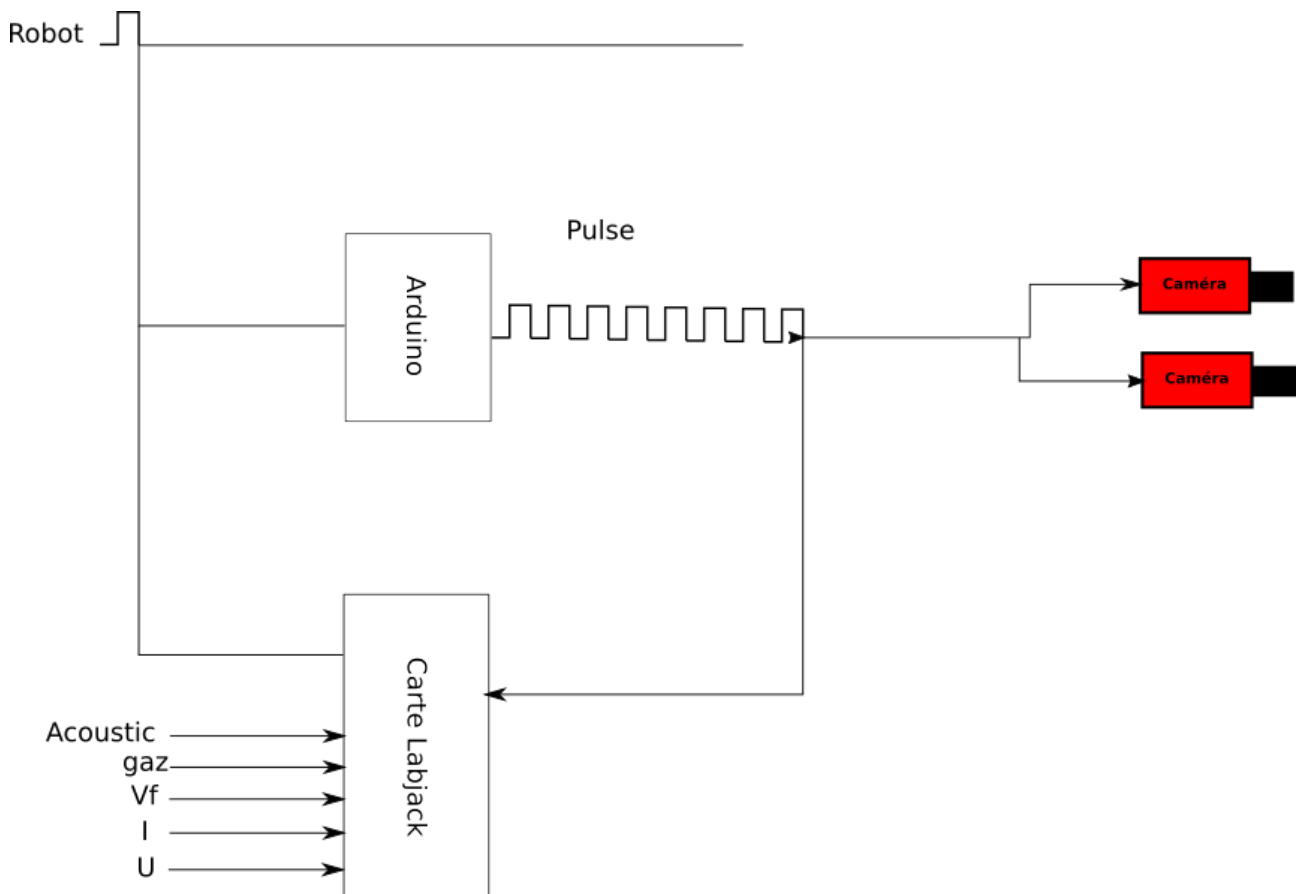 Robot
Pulse
Arduino
Caméra
Caméra
Carte Labjack
Acoustic
gaz
Vf
I
U